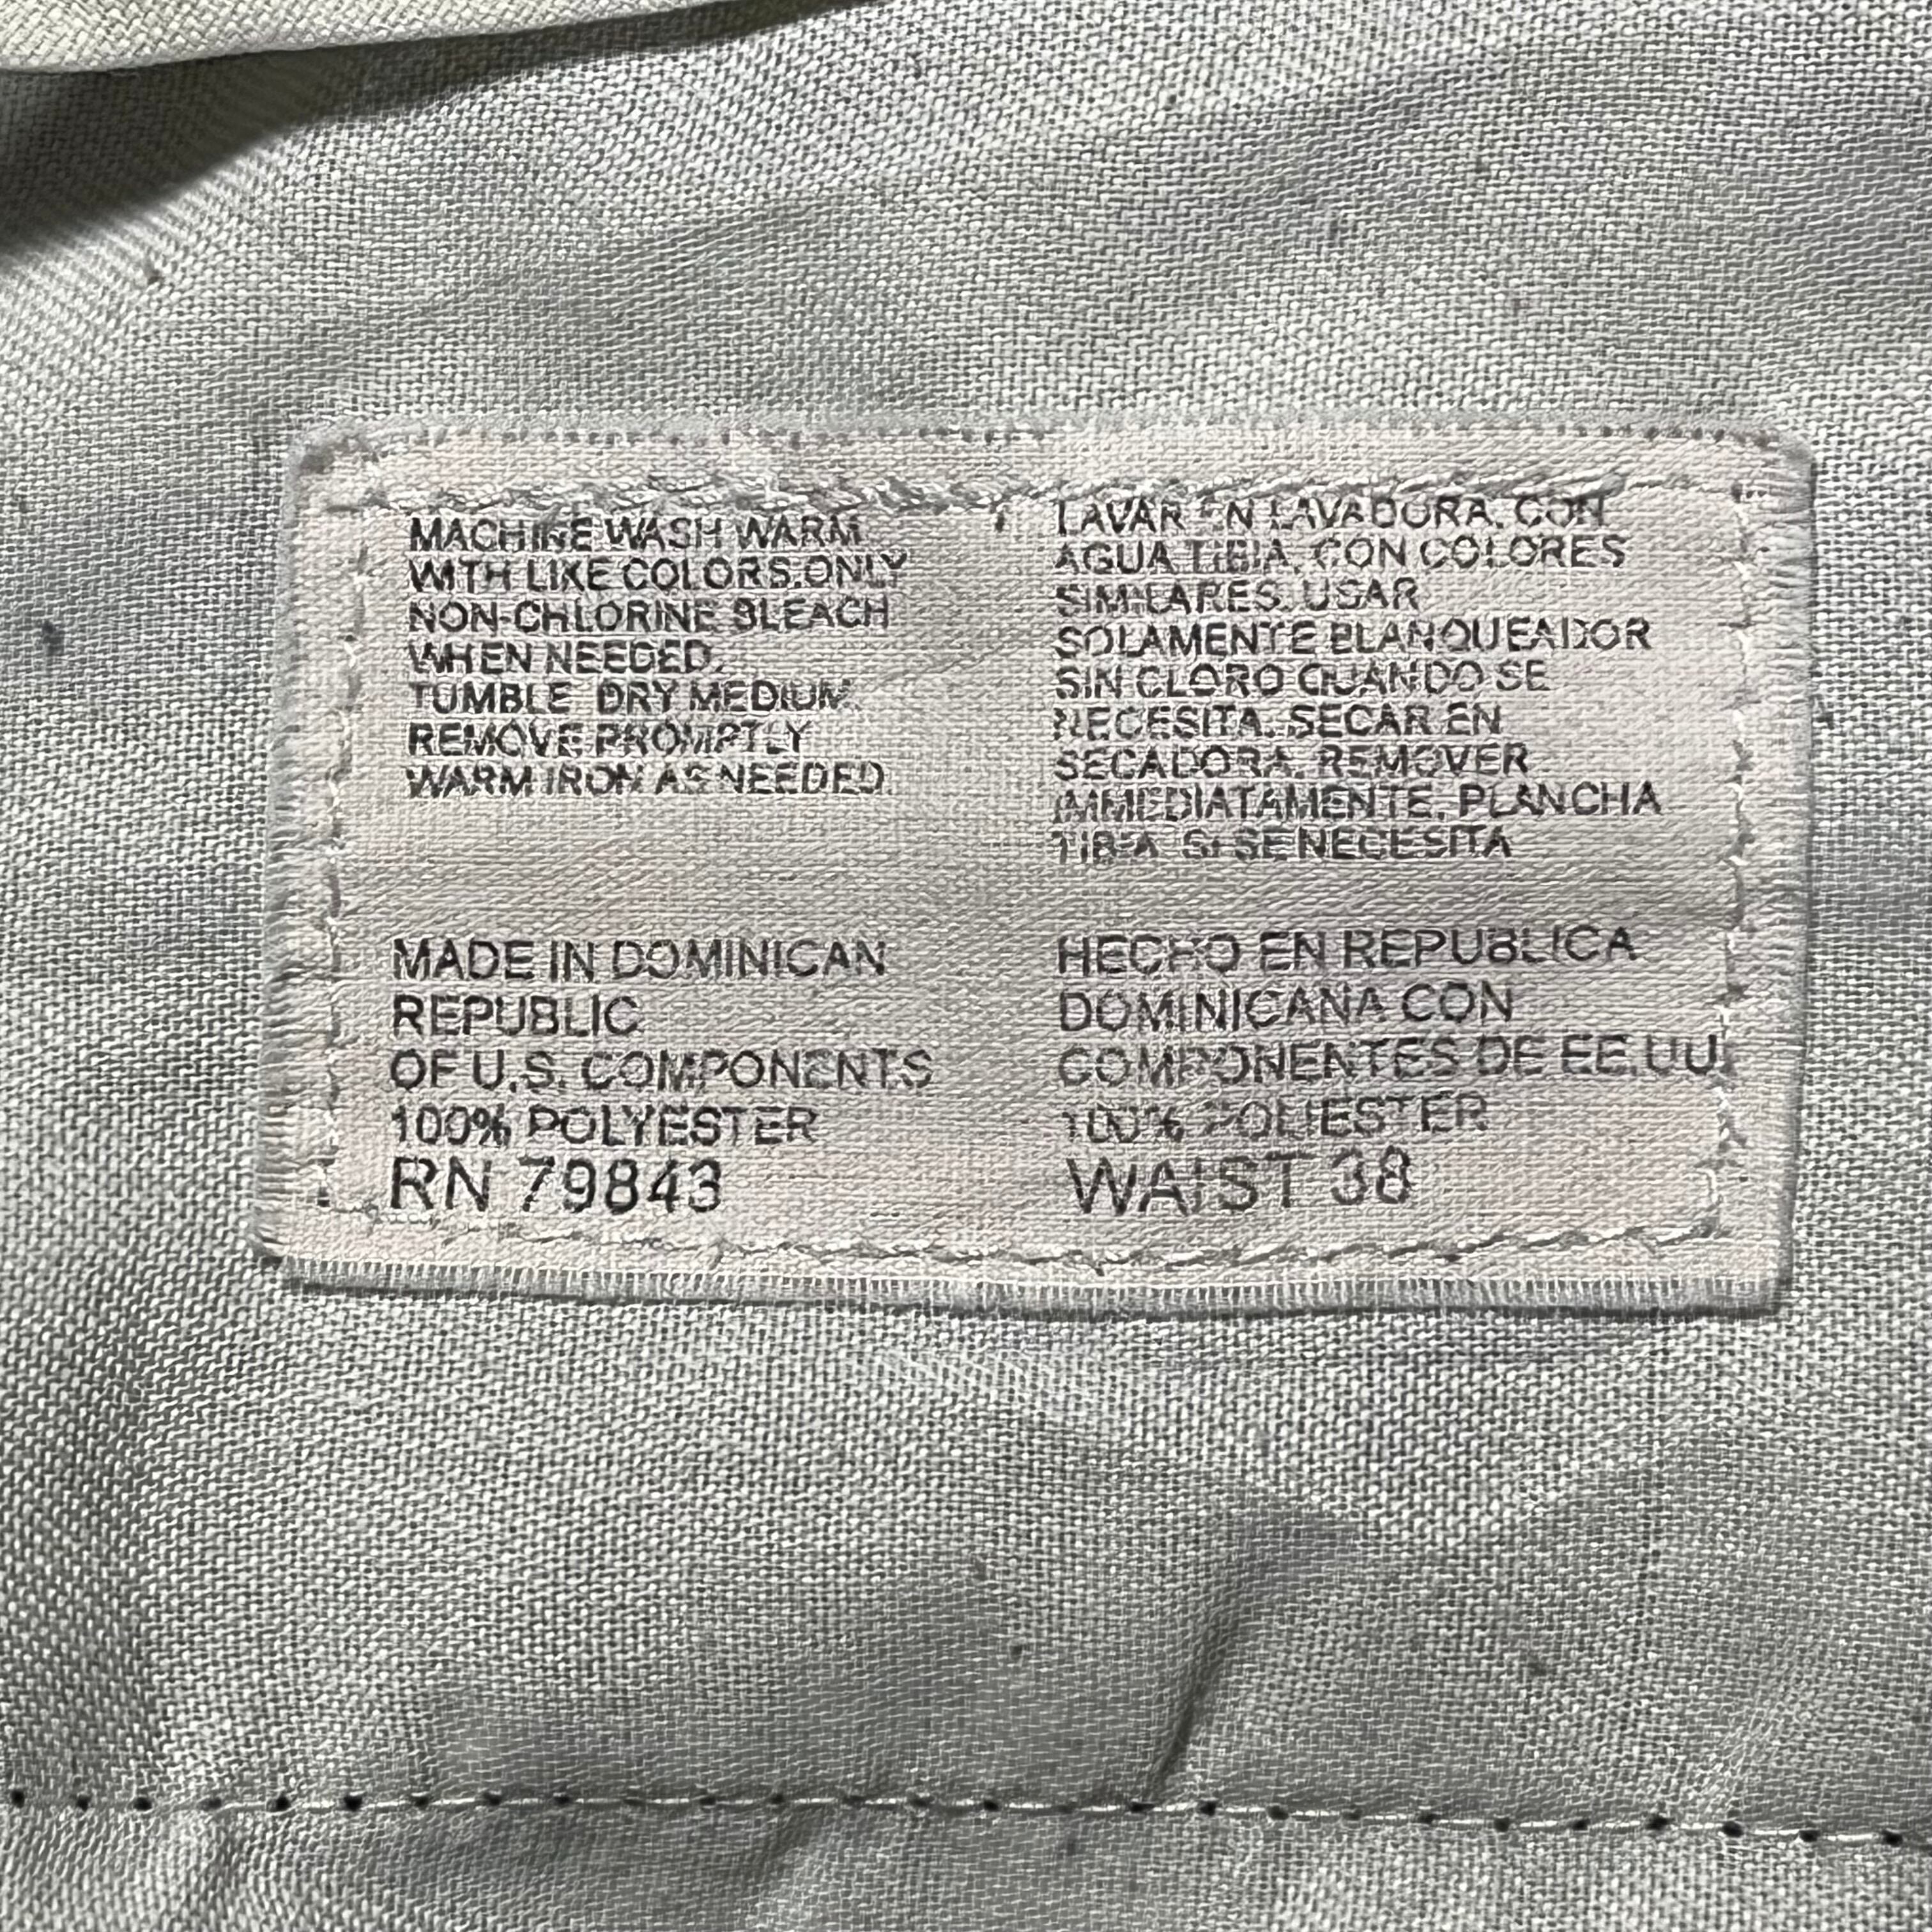 MACHINE WASH WARM
WITH LIKE COLORS.ONLY
NON-CHLORINE BLEACH
WHEN NEEDED.
TUMBLE DRY MEDIUM.
REMOVE PROMPTLY
WARM IRON AS NEEDED.
MADE IN DOMINICAN
REPUBLIC
OF U.S. COMPONENTS
100% POLYESTER
RN 79843
LAVAR EN LAVADORA, CON
AGUA TIBIA, CON COLORES
SIMILARES. USAR
SOLAMENTE BLANQUEADOR
SIN CLORO CUANDO SE
NECESITA. SECAR EN
SECADORA. REMOVER
IMMEDIATAMENTE. PLANCHA
TIBIA SI SE NECESITA
HECHO EN REPUBLICA
DOMINICANA CON
COMPONENTES DE EE.UU.
100% POLIESTER
WAIST 38